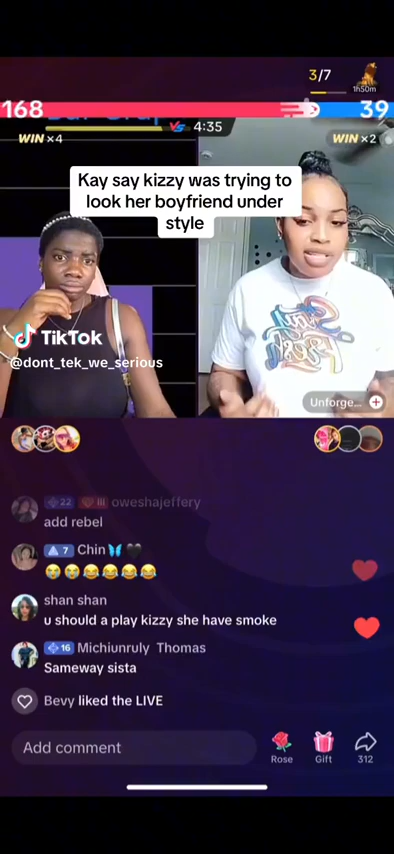 3/7
1h50m
168
39
VS 4:35
WIN ×4
WIN ×2
Kay say kizzy was trying to
look her boyfriend under
style
TikTok
@dont_tek_we_serious
Unforge...
22 III oweshajeffery
add rebel
7 Chin🦋🖤
😭😭😂😂😂😂
shan shan
u should a play kizzy she have smoke
16 Michiunruly Thomas
Sameway sista
Bevy liked the LIVE
Add comment
Rose
Gift
312